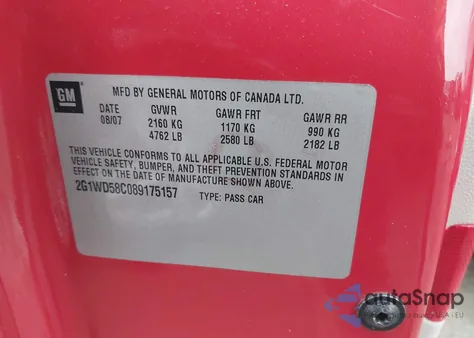 GM
MFD BY GENERAL MOTORS OF CANADA LTD.
DATE GVWR GAWR FRT GAWR RR
08/07 2160 KG 1170 KG 990 KG
4762 LB 2580 LB 2182 LB
THIS VEHICLE CONFORMS TO ALL APPLICABLE U.S. FEDERAL MOTOR
VEHICLE SAFETY, BUMPER, AND THEFT PREVENTION STANDARDS IN
EFFECT ON THE DATE OF MANUFACTURE SHOWN ABOVE.
2G1WD58C089175157 TYPE: PASS CAR
autoSnap